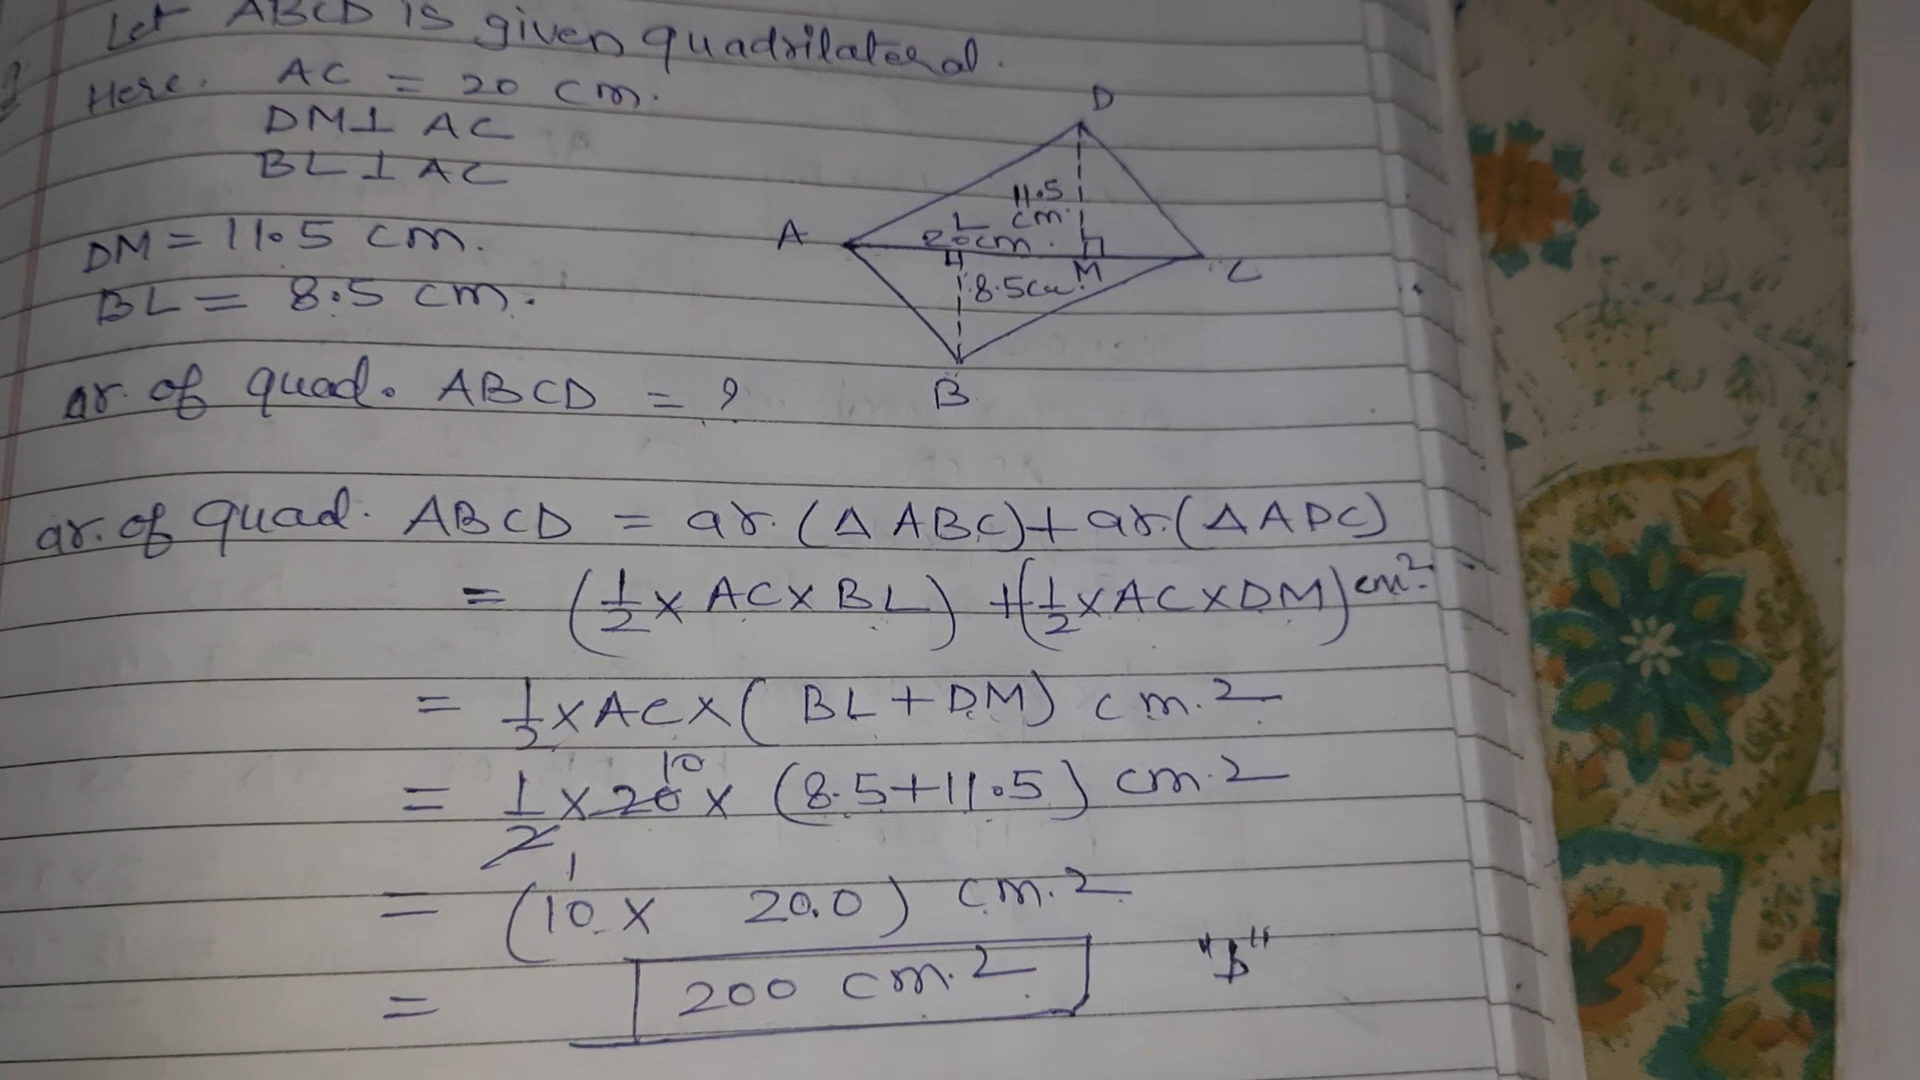 Let ABCD is given quadrilateral.
Here. AC = 20 cm.
DM⊥ AC
BL ⊥ AC
DM = 11.5 cm.
BL = 8.5 cm.
D
11.5
cm
L
20cm.
A
M
C
8.5cm
B
ar. of quad. ABCD = ?
ar. of quad. ABCD = ar. (△ ABC) + ar. (△ ADC)
= (1/2 × AC × BL) + (1/2 × AC × DM) cm²
= 1/2 × AC × (BL + DM) cm.2
10
= 1/2 × 20 × (8.5 + 11.5) cm.2
1
= (10 × 20.0) cm.2
= 200 cm.2